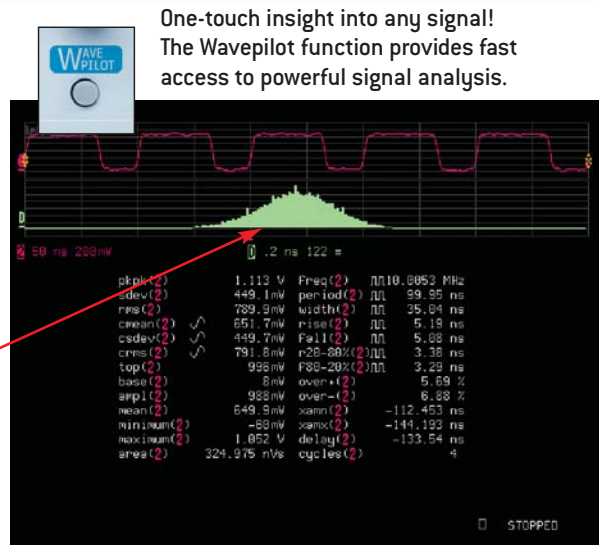 WAVE PILOT
One-touch insight into any signal!
The Wavepilot function provides fast
access to powerful signal analysis.
2 50 ns 200mV
D .2 ns 122 #
pkpk(2) 1.113 V Freq(2) 10.0053 MHz
sdev(2) 449.1mV period(2) 99.95 ns
rms(2) 789.9mV width(2) 35.04 ns
cmean(2) 651.7mV rise(2) 5.19 ns
csdev(2) 449.7mV Fall(2) 5.08 ns
crms(2) 791.8mV r20-80%(2) 3.38 ns
top(2) 996mV F80-20%(2) 3.29 ns
base(2) 8mV over+(2) 5.69 %
ampl(2) 988mV over-(2) 6.88 %
mean(2) 649.9mV xamn(2) -112.453 ns
minimum(2) -60mV xamx(2) -144.193 ns
maximum(2) 1.052 V delay(2) -133.54 ns
area(2) 324.975 nVs cycles(2) 4
STOPPED